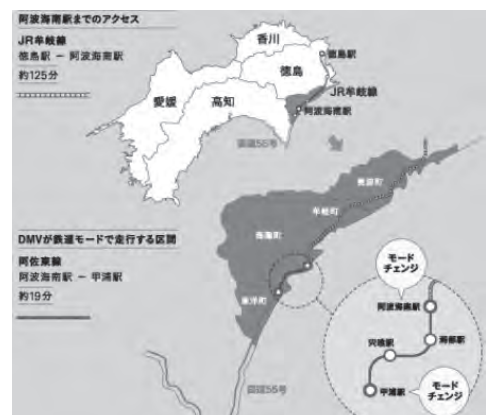 阿波海南駅までのアクセス
JR牟岐線
徳島駅 − 阿波海南駅
約125分
香川
徳島
愛媛
高知
徳島駅
JR牟岐線
阿波海南駅
国道55号
美波町
牟岐町
海陽町
東洋町
DMVが鉄道モードで走行する区間
阿佐東線
阿波海南駅 − 甲浦駅
約19分
国道55号
モード
チェンジ
阿波海南駅
海部駅
宍喰駅
甲浦駅
モード
チェンジ